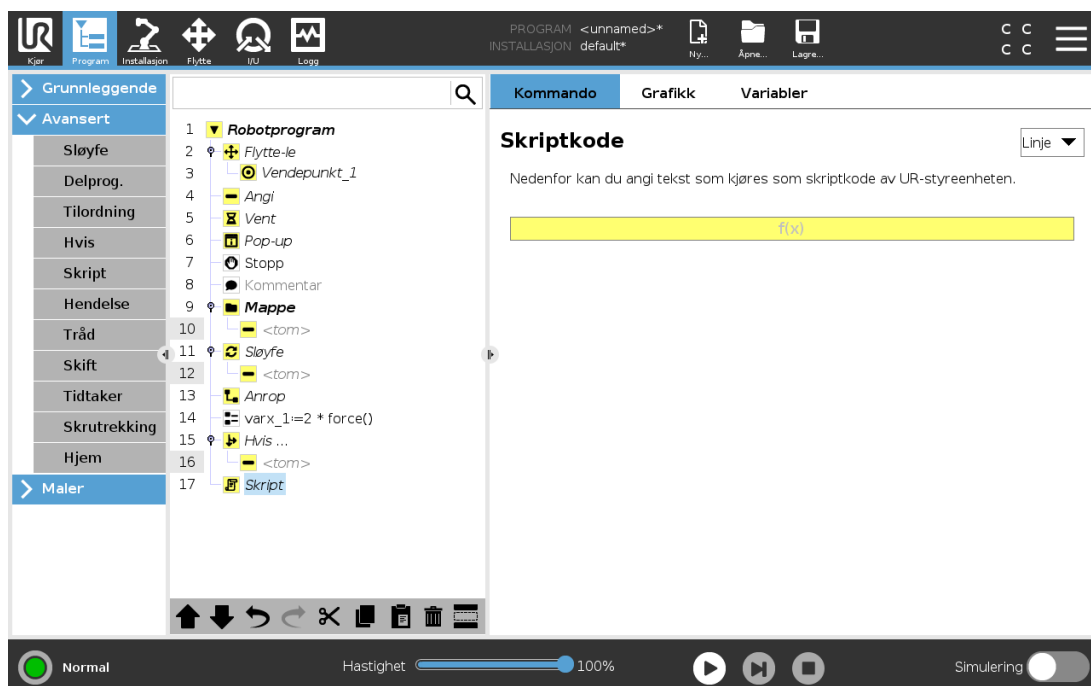 UR
PROGRAM <unnamed>*
INSTALLASJON default*
Kjør Program Installasjon Flytte I/U Logg
Ny... Åpne... Lagre...
C C
C C
Grunnleggende
Avansert
Sløyfe
Delprog.
Tilordning
Hvis
Skript
Hendelse
Tråd
Skift
Tidtaker
Skrutrekking
Hjem
Maler
1 Robotprogram
2 Flytte-le
3 Vendepunkt_1
4 Angi
5 Vent
6 Pop-up
7 Stopp
8 Kommentar
9 Mappe
10 <tom>
11 Sløyfe
12 <tom>
13 Anrop
14 varx_1:=2 * force()
15 Hvis ...
16 <tom>
17 Skript
Kommando Grafikk Variabler
Skriptkode
Linje
Nedenfor kan du angi tekst som kjøres som skriptkode av UR-styreenheten.
f(x)
Normal
Hastighet 100%
Simulering